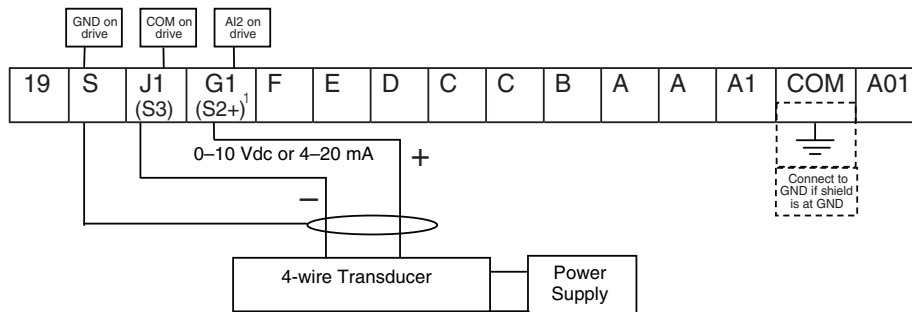 GND on
drive
COM on
drive
AI2 on
drive
19 S J1 G1 F E D C C B A A A1 COM A01
(S3) (S2+)1
0–10 Vdc or 4–20 mA +
–
Connect to
GND if shield
is at GND
4-wire Transducer
Power
Supply